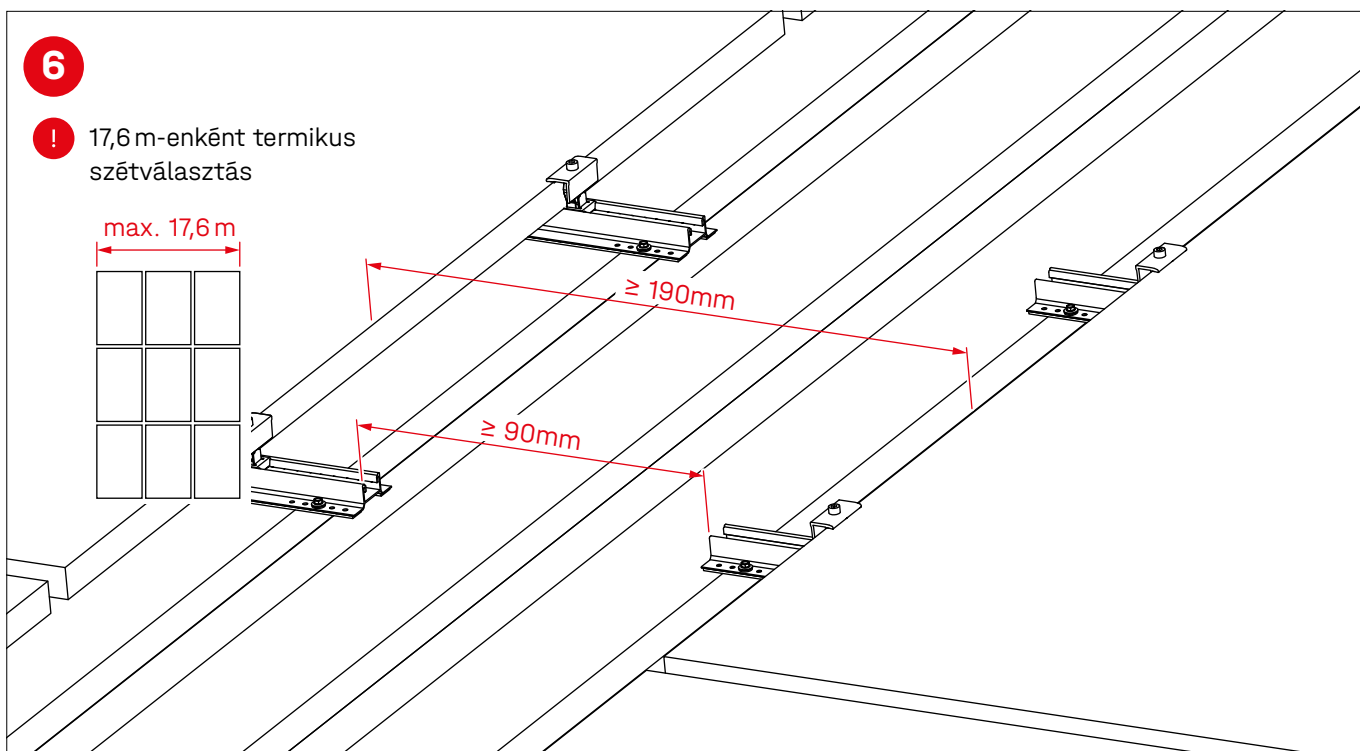 6
! 17,6 m-enként termikus
szétválasztás
max. 17,6 m
≥ 190mm
≥ 90mm